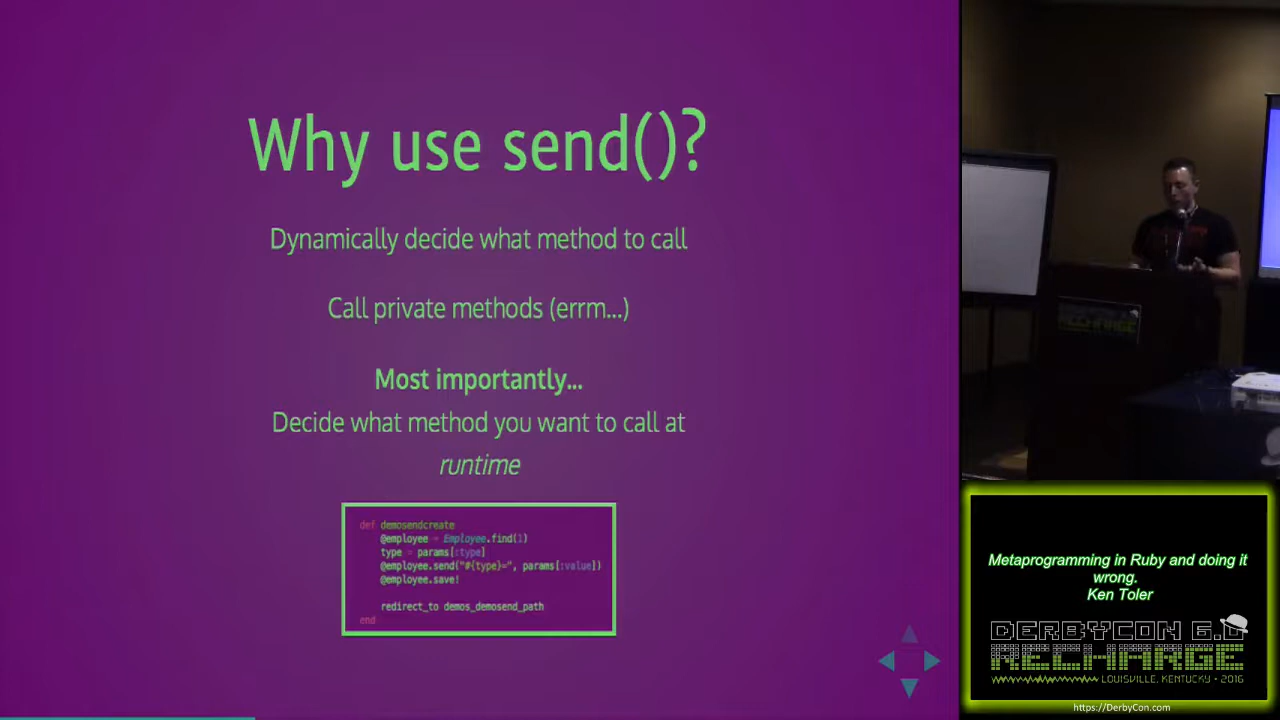 Why use send()?
Dynamically decide what method to call
Call private methods (errm...)
Most importantly...
Decide what method you want to call at
runtime
def demosendcreate
@employee = Employee.find(1)
type = params[:type]
@employee.send("#{type}=", params[:value])
@employee.save!
redirect_to demos_demosend_path
end
RECHARGE
Metaprogramming in Ruby and doing it
wrong.
Ken Toler
DERBYCON 6.0
RECHARGE
LOUISVILLE, KENTUCKY • 2016
https://DerbyCon.com